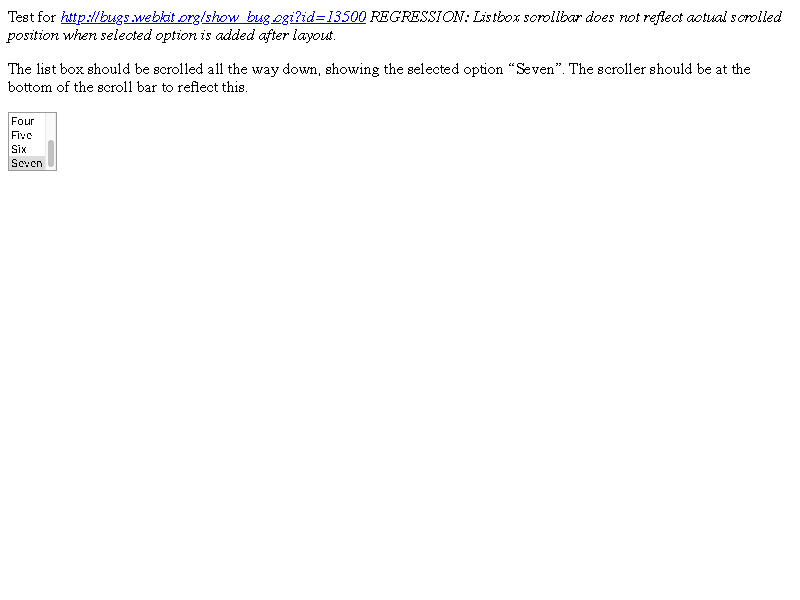 Test for http://bugs.webkit.org/show_bug.cgi?id=13500 REGRESSION: Listbox scrollbar does not reflect actual scrolled
position when selected option is added after layout.
The list box should be scrolled all the way down, showing the selected option “Seven”. The scroller should be at the
bottom of the scroll bar to reflect this.
Four
Five
Six
Seven